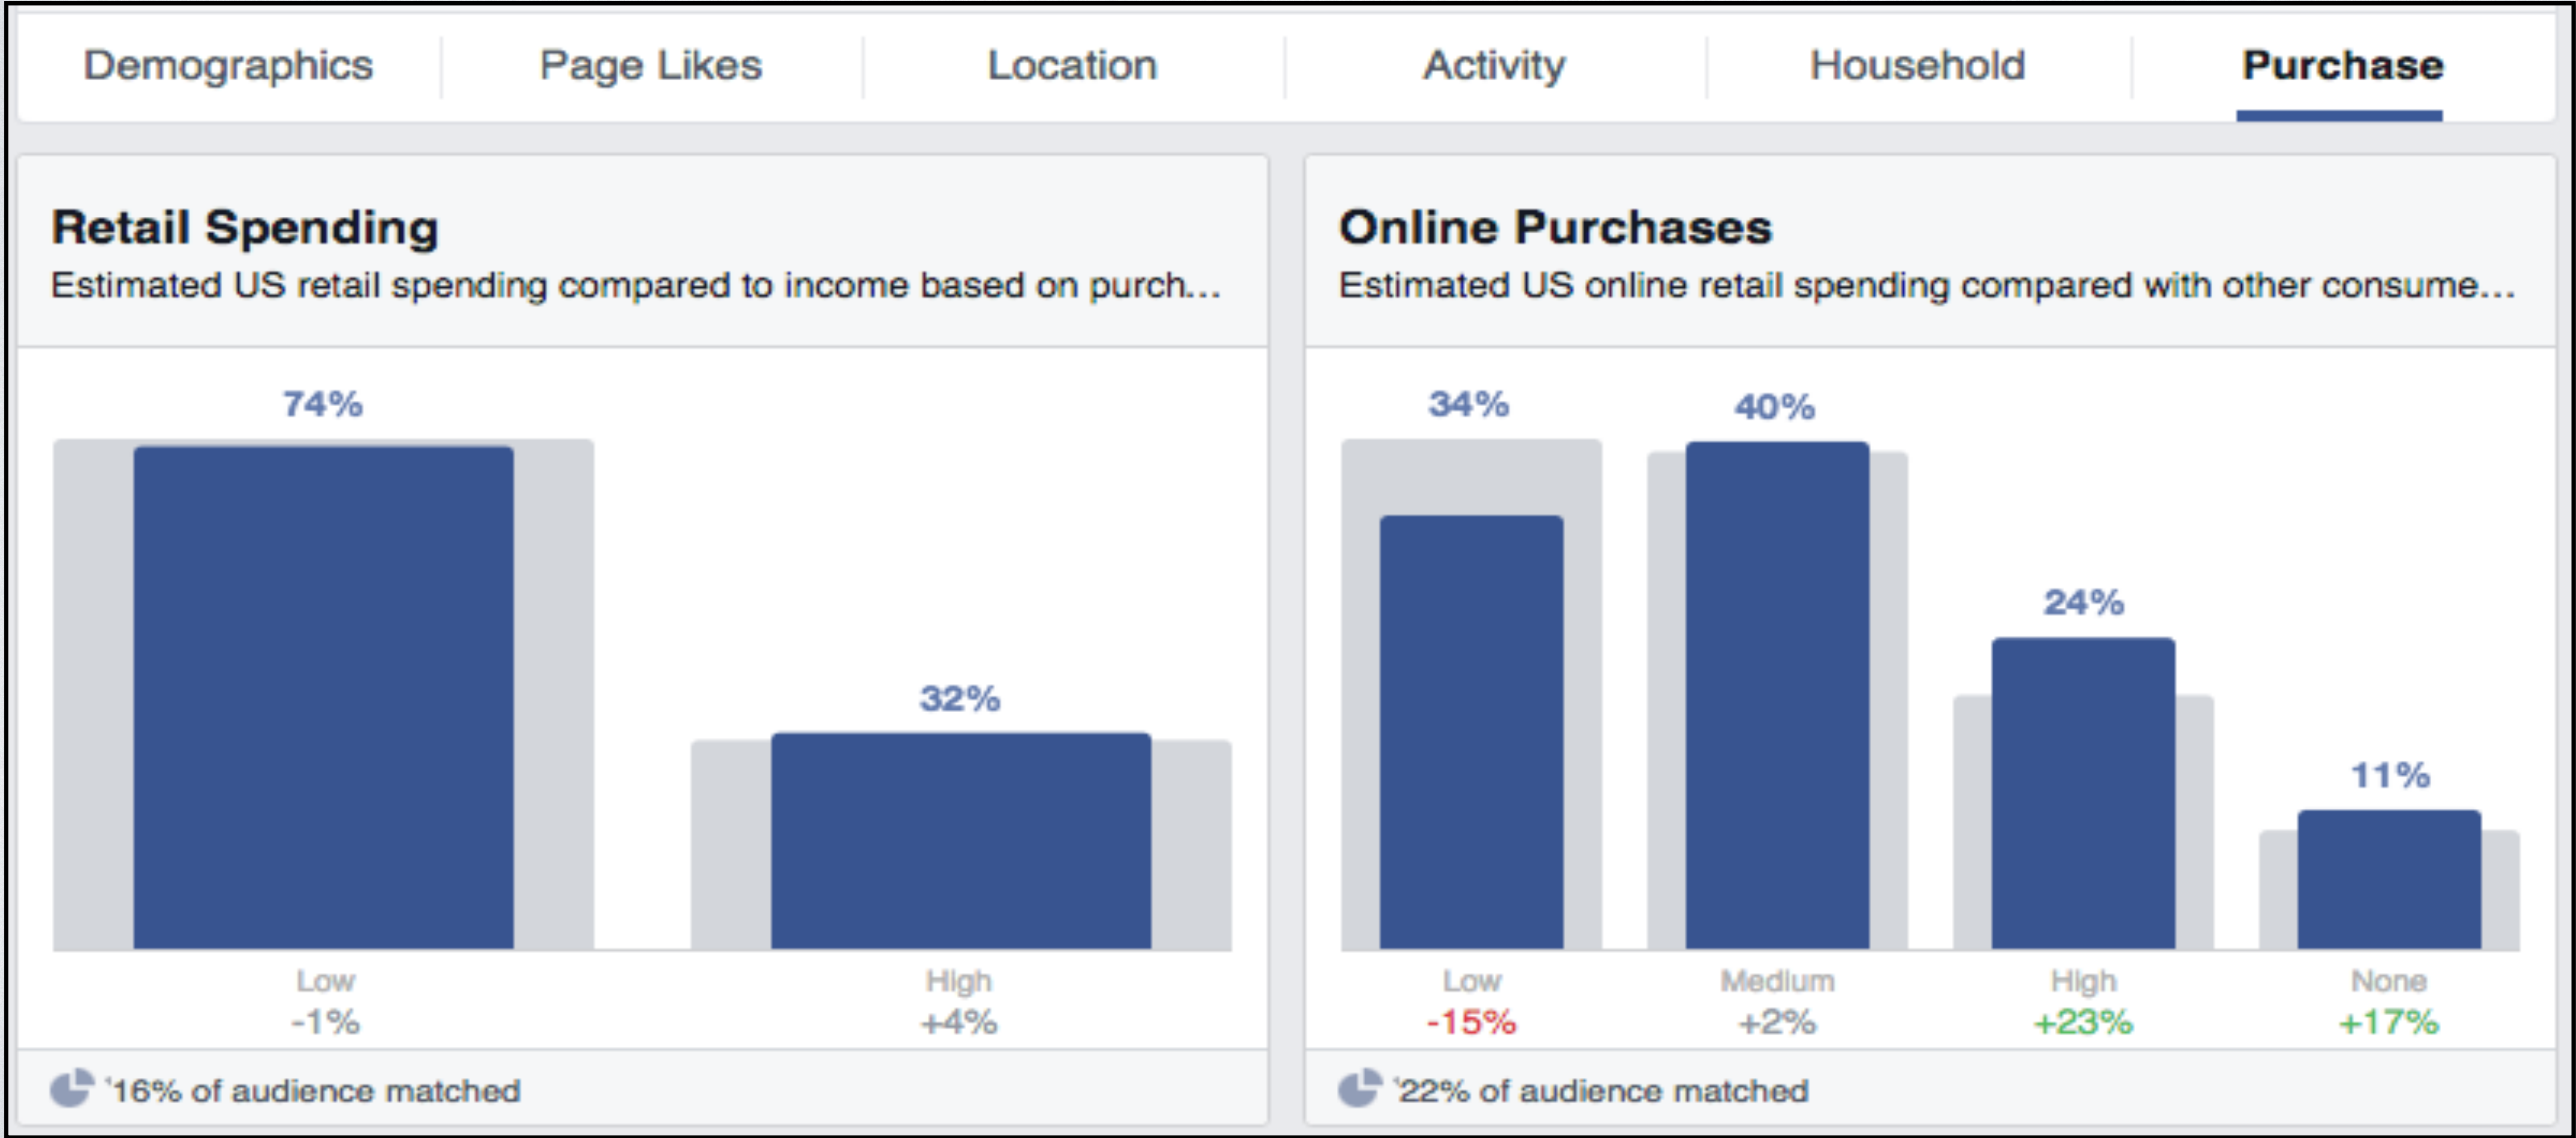 Demographics Page Likes Location Activity Household Purchase
Retail Spending
Estimated US retail spending compared to income based on purch...
74%
32%
Low
-1%
High
+4%
16% of audience matched
Online Purchases
Estimated US online retail spending compared with other consume...
34%
40%
24%
11%
Low
-15%
Medium
+2%
High
+23%
None
+17%
22% of audience matched